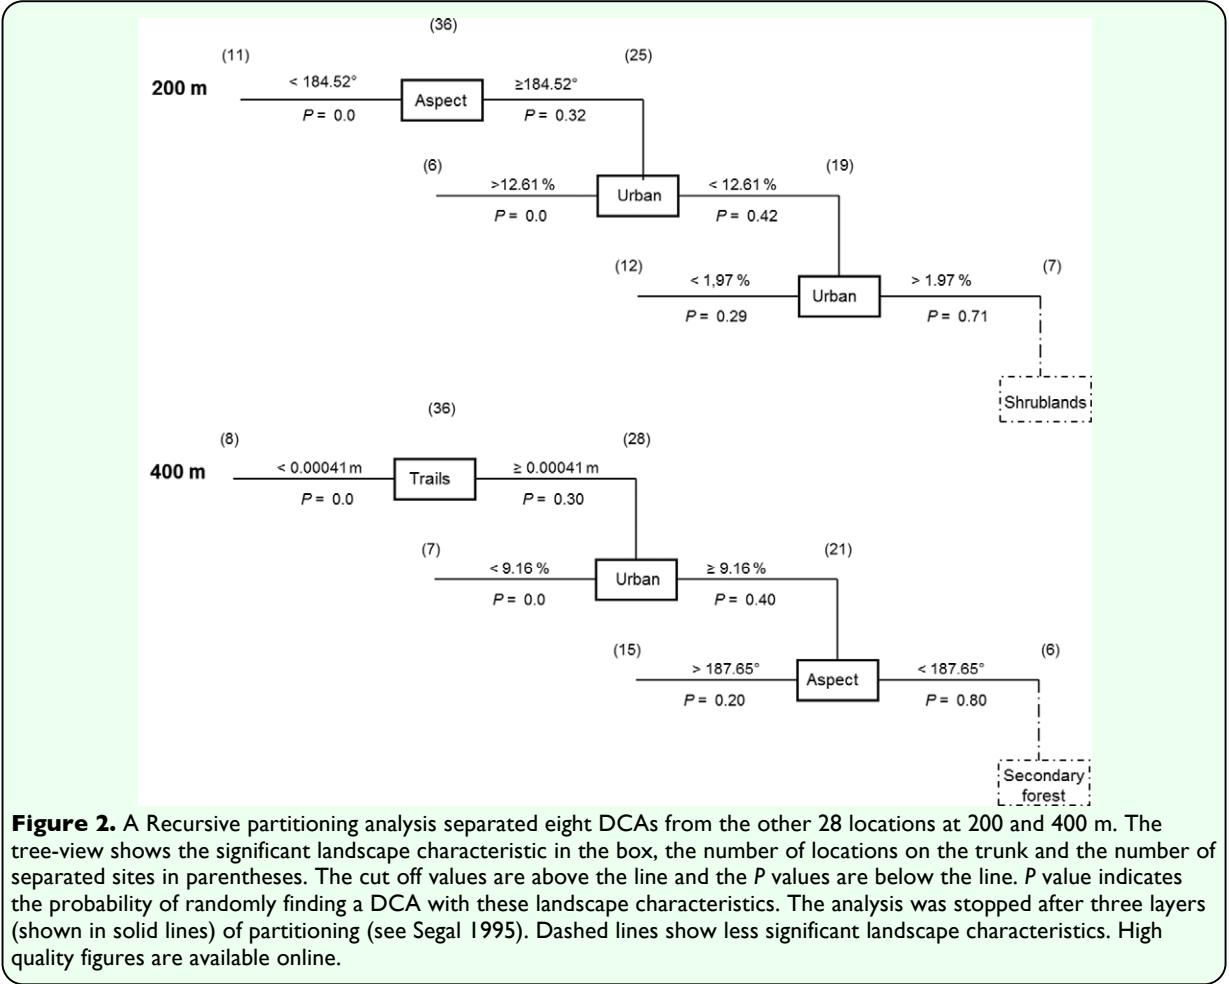 (36)
(11) (25)
200 m < 184.52° Aspect ≥184.52°
P = 0.0 P = 0.32
(6) (19)
>12.61 % Urban < 12.61 %
P = 0.0 P = 0.42
(12) (7)
< 1,97 % Urban > 1.97 %
P = 0.29 P = 0.71
Shrublands
(36)
(8) (28)
400 m < 0.00041 m Trails ≥ 0.00041 m
P = 0.0 P = 0.30
(7) (21)
< 9.16 % Urban ≥ 9.16 %
P = 0.0 P = 0.40
(15) (6)
> 187.65° Aspect < 187.65°
P = 0.20 P = 0.80
Secondary
forest
Figure 2. A Recursive partitioning analysis separated eight DCAs from the other 28 locations at 200 and 400 m. The
tree-view shows the significant landscape characteristic in the box, the number of locations on the trunk and the number of
separated sites in parentheses. The cut off values are above the line and the P values are below the line. P value indicates
the probability of randomly finding a DCA with these landscape characteristics. The analysis was stopped after three layers
(shown in solid lines) of partitioning (see Segal 1995). Dashed lines show less significant landscape characteristics. High
quality figures are available online.